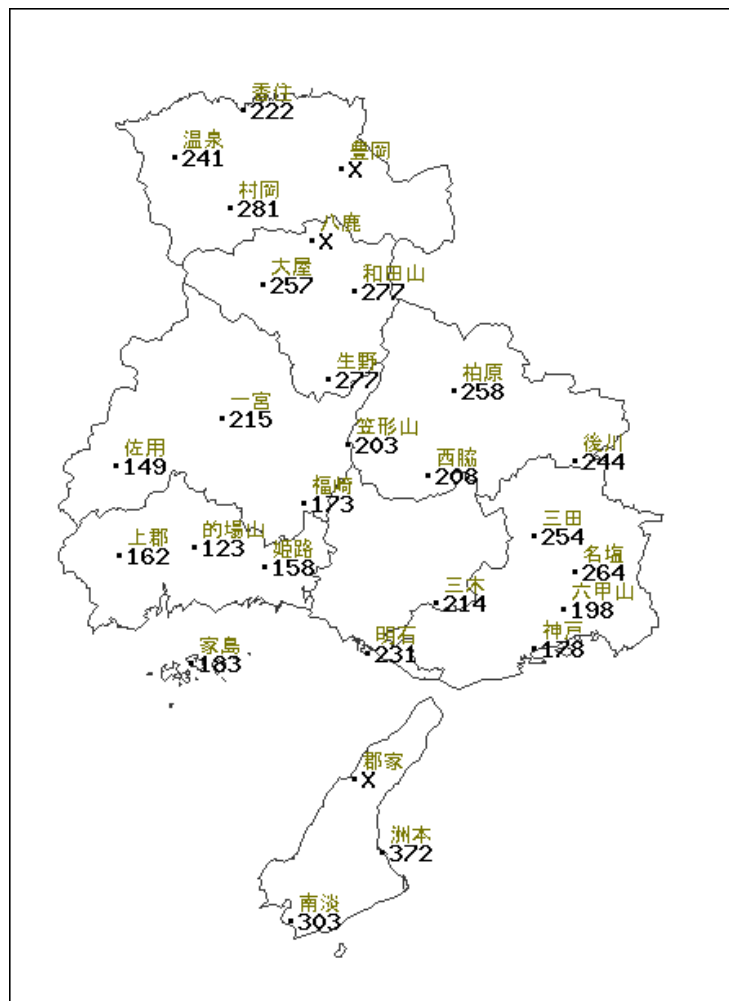 香住
222
温泉
241
豊岡
X
村岡
281
八鹿
X
大屋
257
和田山
277
生野
277
柏原
258
一宮
215
笠形山
203
佐用
149
西脇
208
後川
244
福崎
173
三田
254
上郡
162
的場山
123
姫路
158
名塩
264
三木
214
六甲山
198
家島
183
明石
231
神戸
178
郡家
X
洲本
372
南淡
303